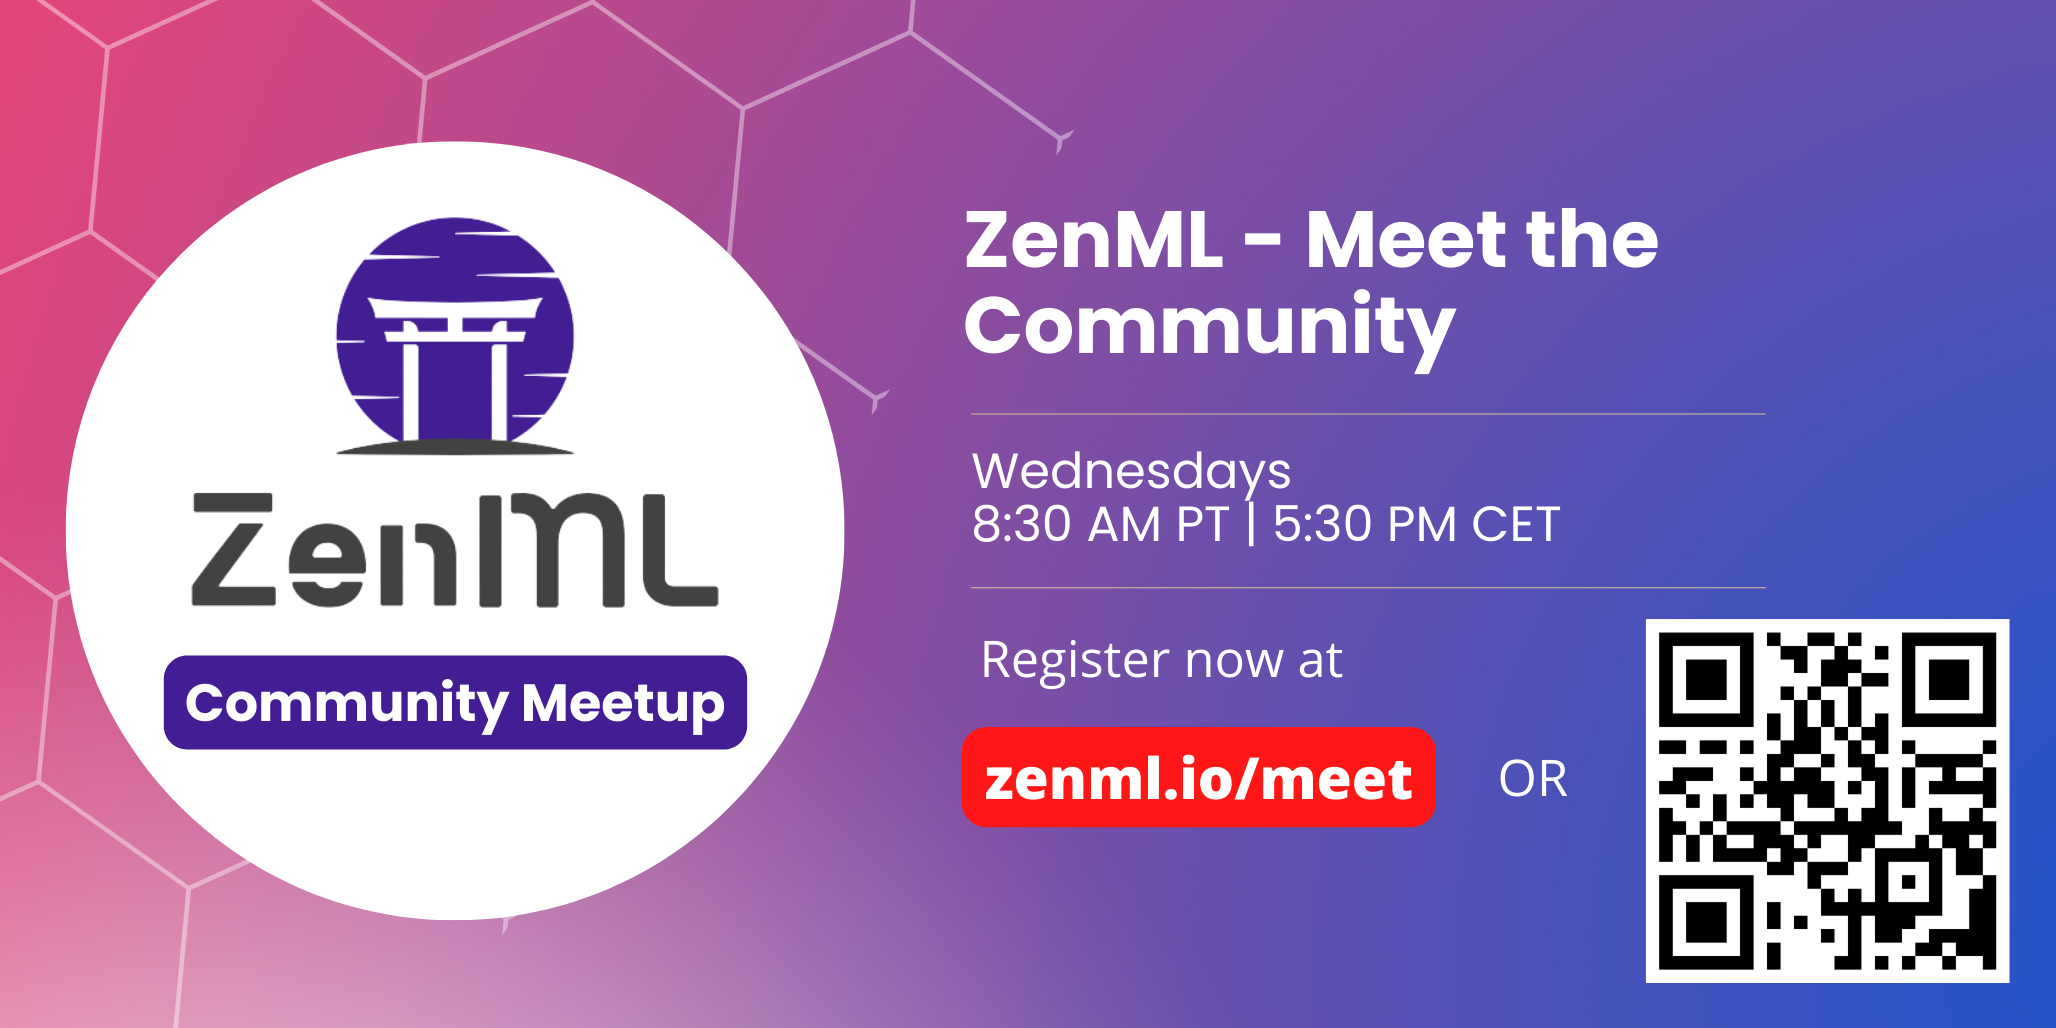 ZenML
Community Meetup
ZenML - Meet the
Community
Wednesdays
8:30 AM PT | 5:30 PM CET
Register now at
zenml.io/meet
OR